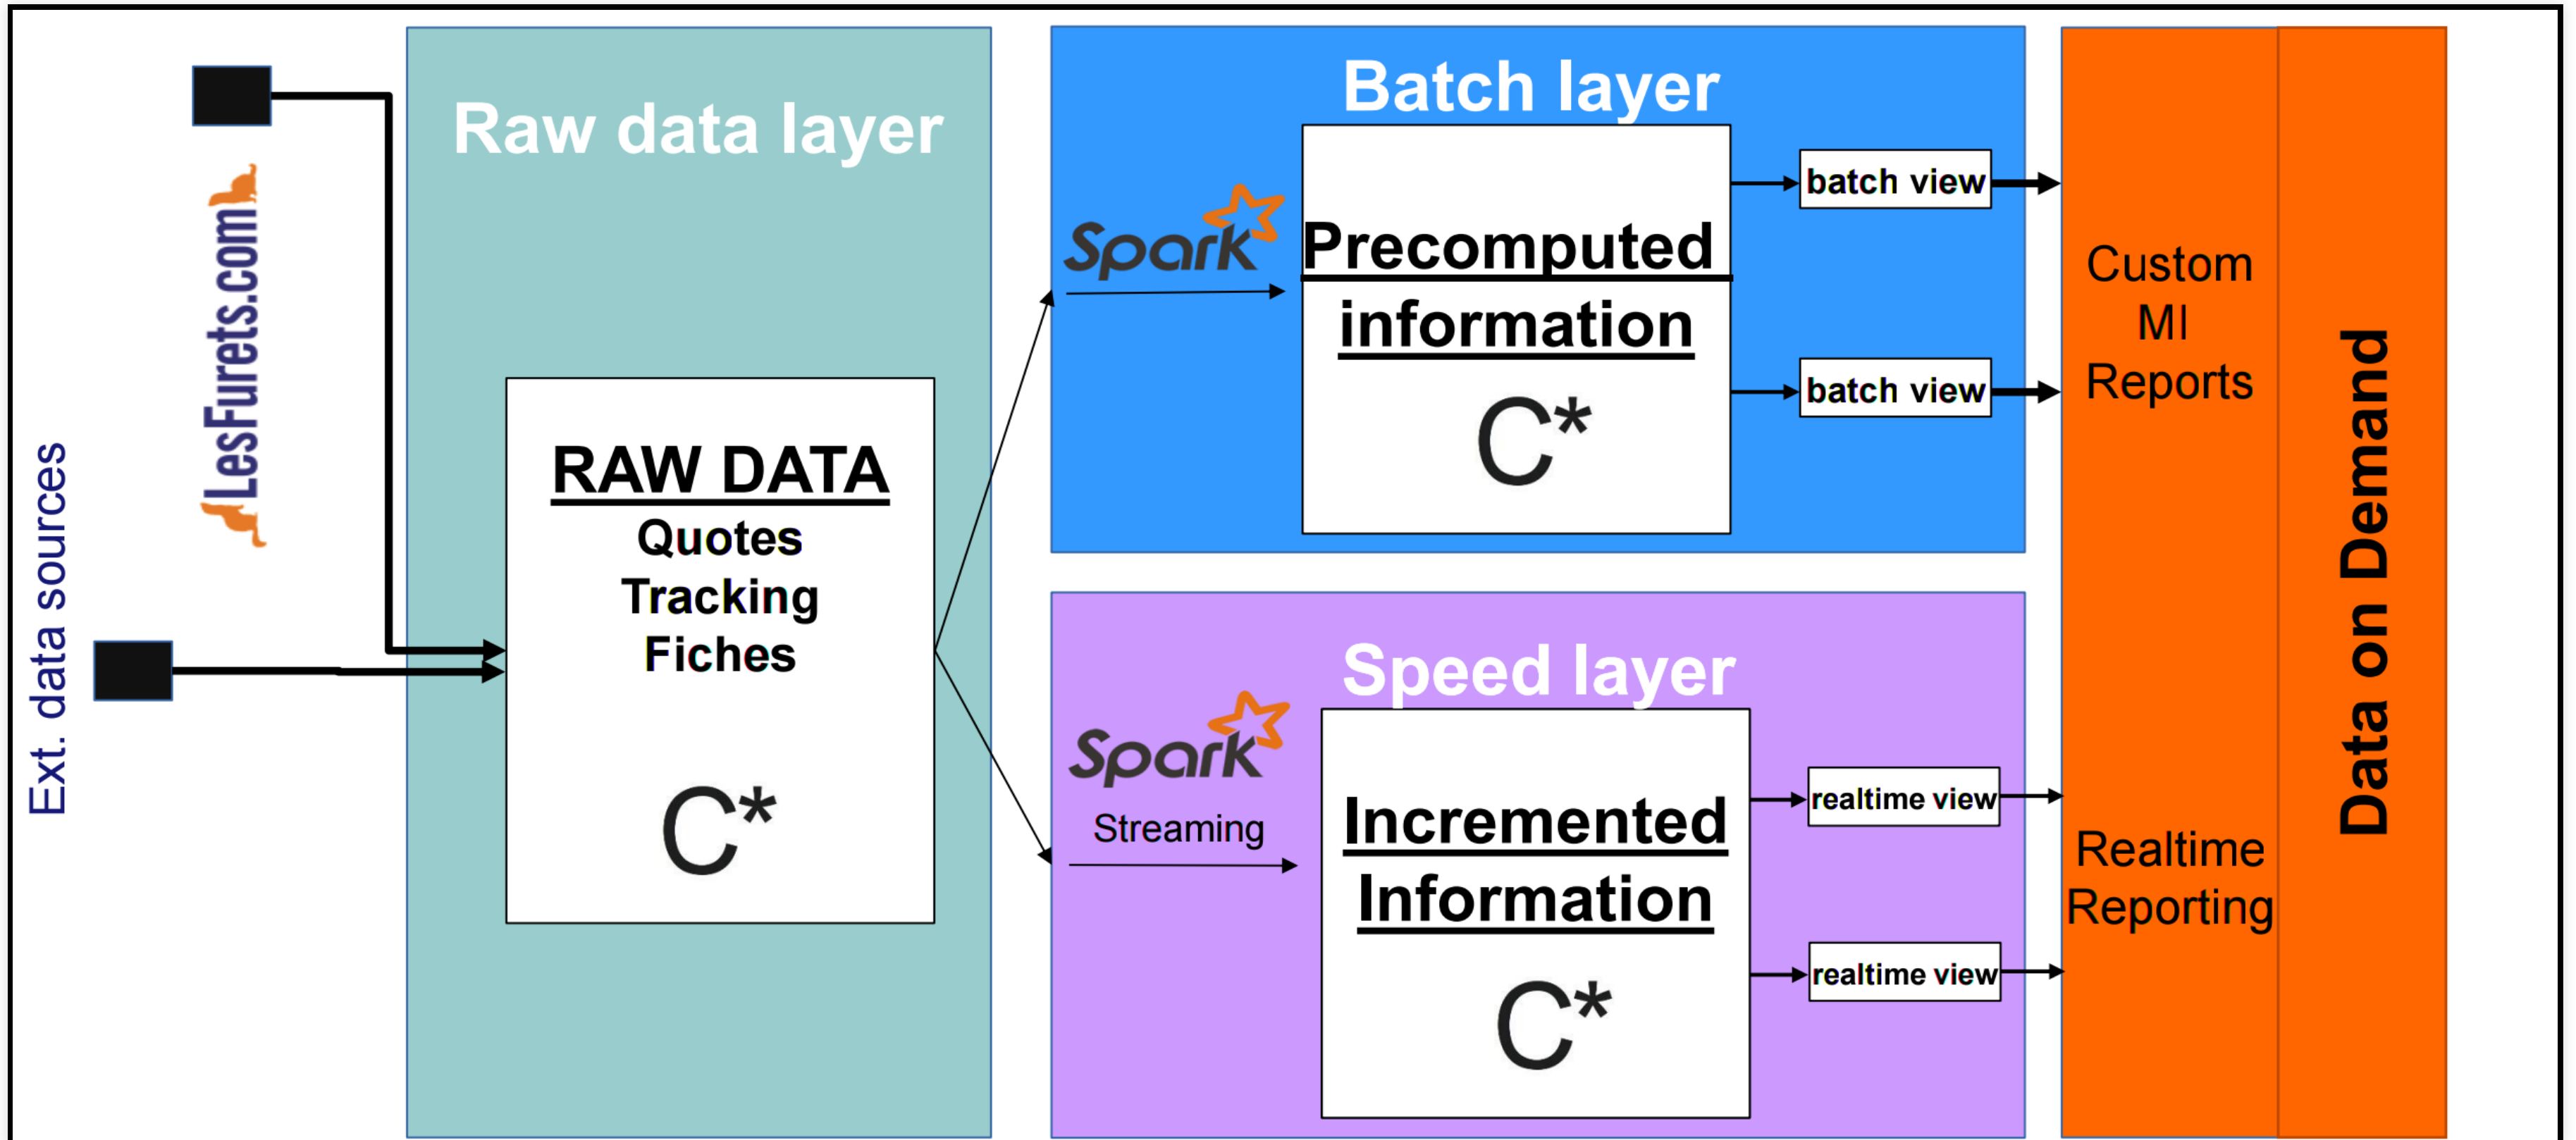 Ext. data sources
LesFurets.com
Raw data layer
RAW DATA
Quotes
Tracking
Fiches
C*
Batch layer
Spark
Precomputed
information
C*
batch view
batch view
Speed layer
Spark
Streaming
Incremented
Information
C*
realtime view
realtime view
Custom
MI
Reports
Realtime
Reporting
Data on Demand